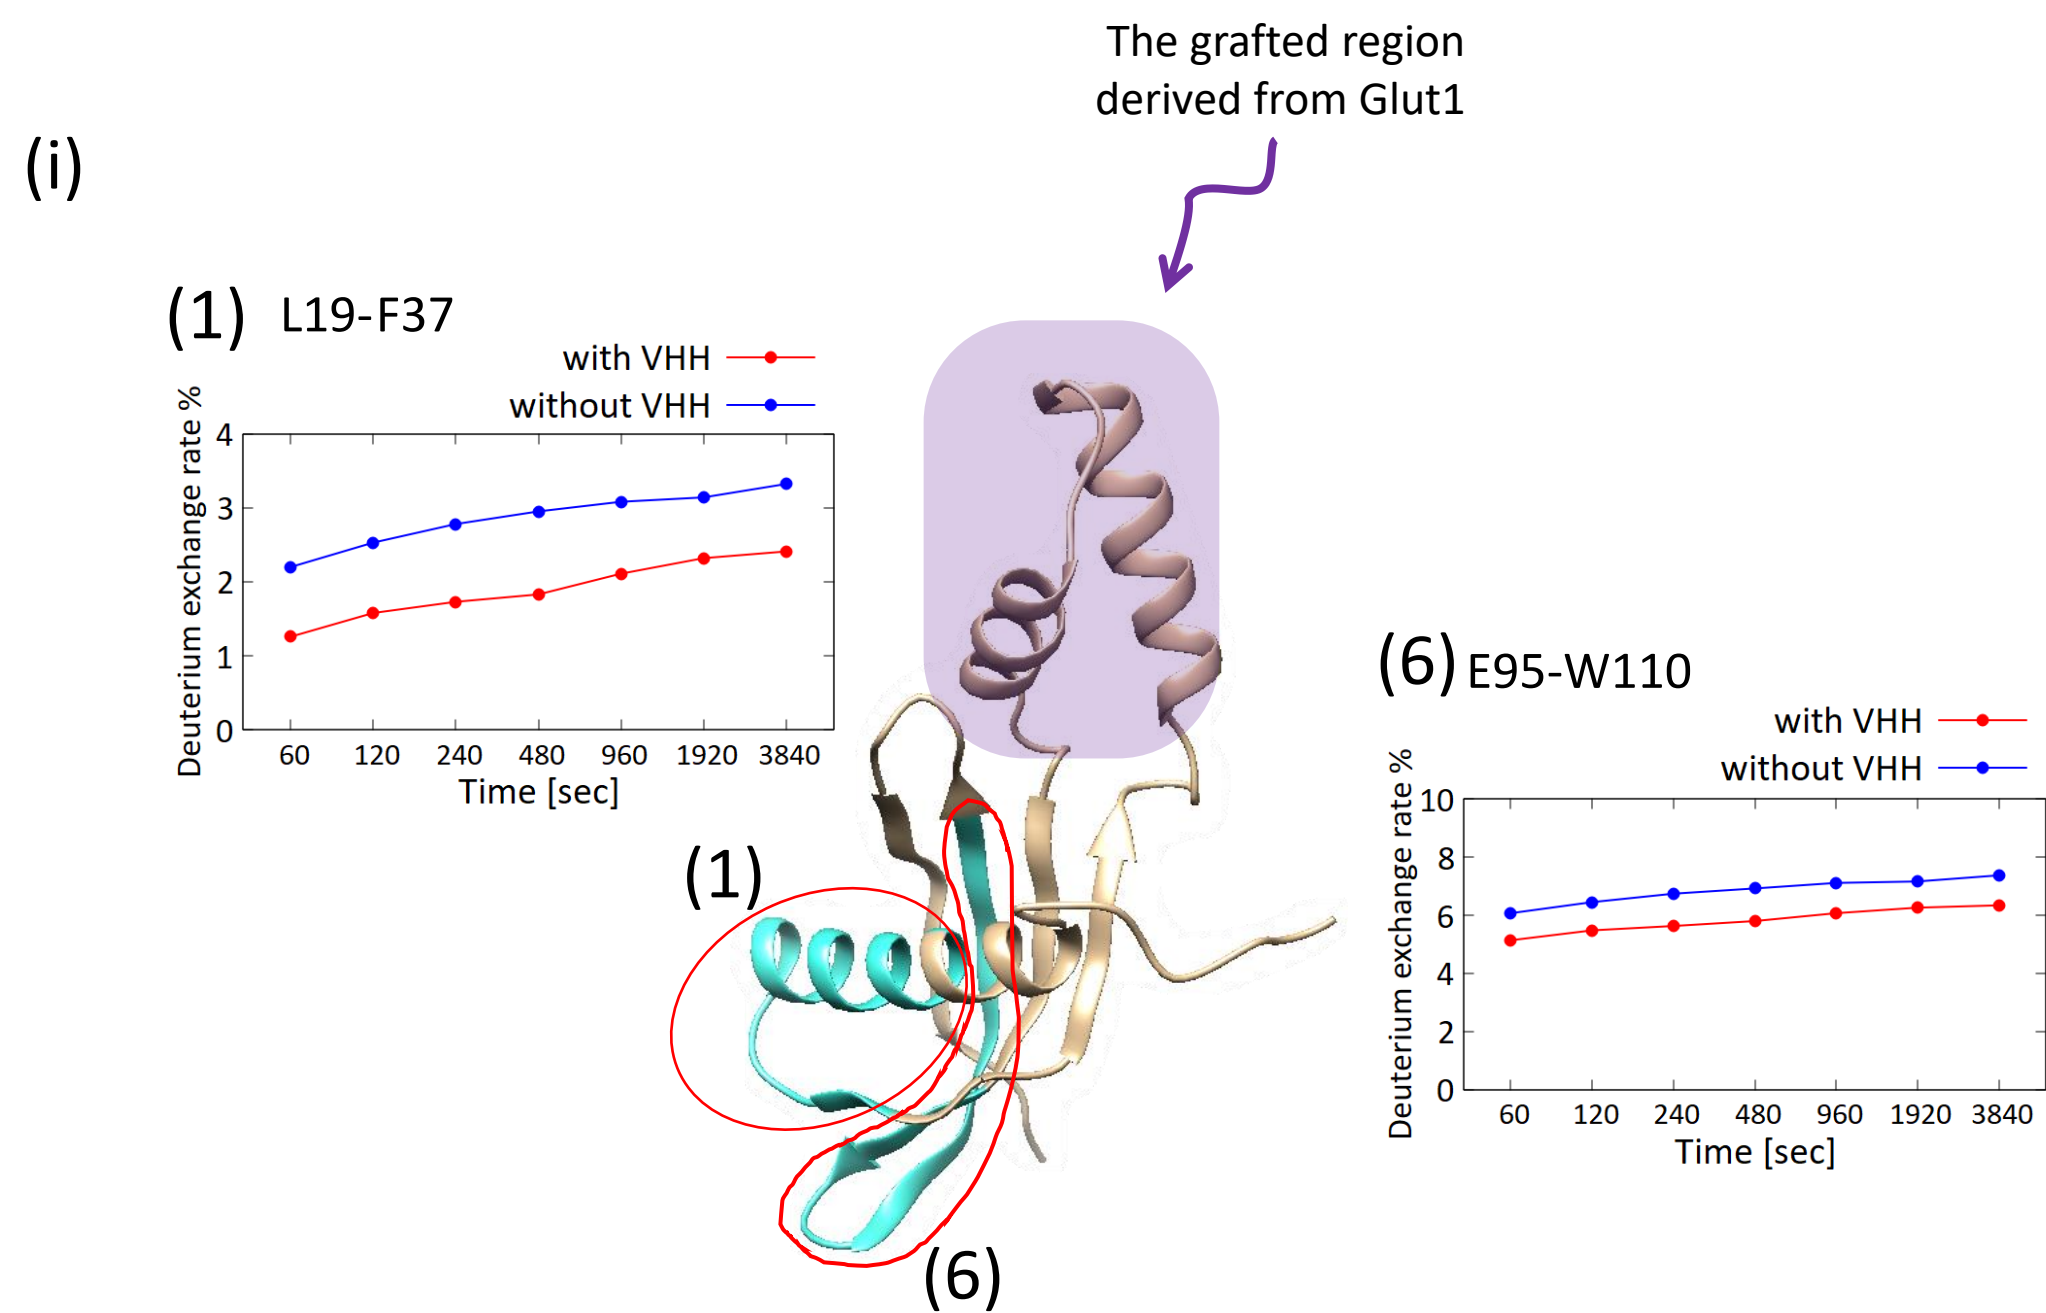 The grafted region
derived from Glut1
(i)
(1) L19-F37
with VHH
without VHH
Deuterium exchange rate %
4
3
2
1
0
60 120 240 480 960 1920 3840
Time [sec]
(6) E95-W110
with VHH
without VHH
Deuterium exchange rate %
10
8
6
4
2
0
60 120 240 480 960 1920 3840
Time [sec]
(1)
(6)